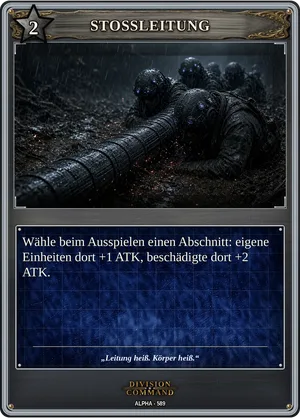 2
STOSSLEITUNG
Wähle beim Ausspielen einen Abschnitt: eigene
Einheiten dort +1 ATK, beschädigte dort +2
ATK.
„Leitung heiß. Körper heiß.“
DIVISION
COMMAND
ALPHA - 589